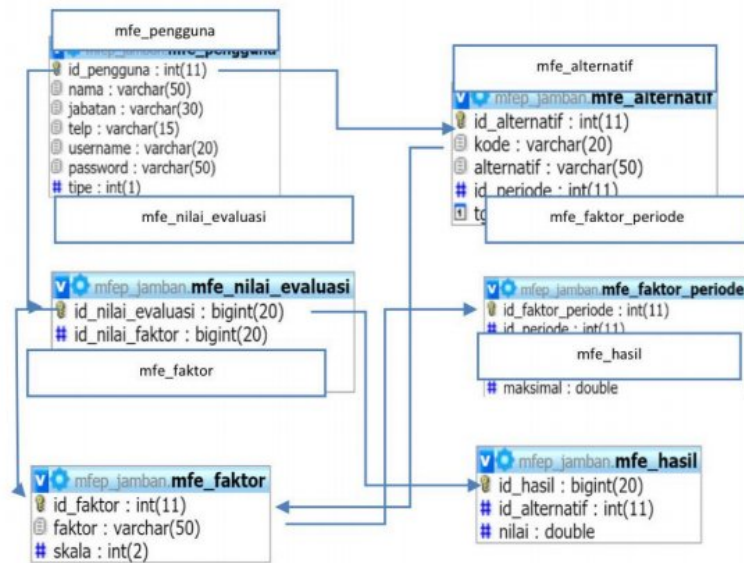 mfe_pengguna
mfep_jamban.mfe_pengguna
id_pengguna : int(11)
nama : varchar(50)
jabatan : varchar(30)
telp : varchar(15)
username : varchar(20)
password : varchar(50)
# tipe : int(1)
mfe_alternatif
mfep_jamban.mfe_alternatif
id_alternatif : int(11)
kode : varchar(20)
alternatif : varchar(50)
# id_periode : int(11)
mfe_nilai_evaluasi
mfep_jamban.mfe_nilai_evaluasi
id_nilai_evaluasi : bigint(20)
# id_nilai_faktor : bigint(20)
mfe_faktor_periode
mfep_jamban.mfe_faktor_periode
id_faktor_periode : int(11)
# id_periode : int(11)
mfe_hasil
# maksimal : double
mfe_faktor
mfep_jamban.mfe_faktor
id_faktor : int(11)
faktor : varchar(50)
# skala : int(2)
mfep_jamban.mfe_hasil
id_hasil : bigint(20)
# id_alternatif : int(11)
# nilai : double